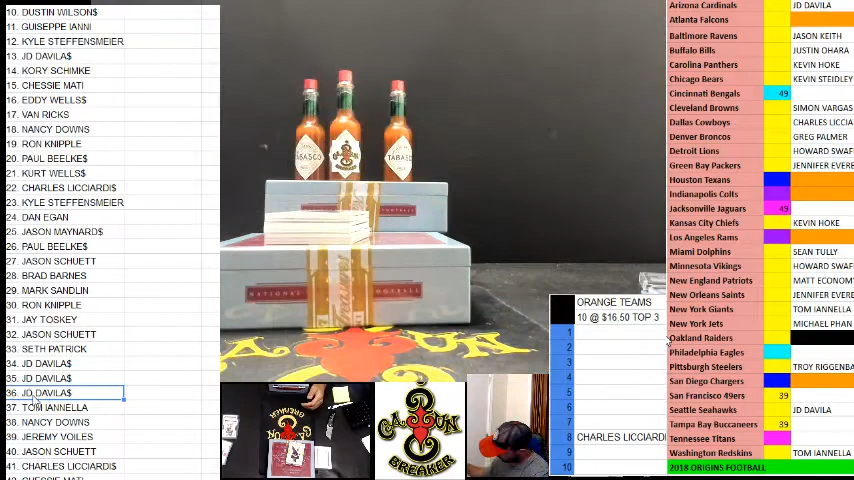 10. DUSTIN WILSON$
11. GUISEPPE IANNI
12. KYLE STEFFENSMEIER
13. JD DAVILA$
14. KORY SCHIMKE
15. CHESSIE MATI
16. EDDY WELLS$
17. VAN RICKS
18. NANCY DOWNS
19. RON KNIPPLE
20. PAUL BEELKE$
21. KURT WELLS$
22. CHARLES LICCIARDI$
23. KYLE STEFFENSMEIER
24. DAN EGAN
25. JASON MAYNARD$
26. PAUL BEELKE$
27. JASON SCHUETT
28. BRAD BARNES
29. MARK SANDLIN
30. RON KNIPPLE
31. JAY TOSKEY
32. JASON SCHUETT
33. SETH PATRICK
34. JD DAVILA$
35. JD DAVILA$
36. JD DAVILA$
37. TOM IANNELLA
38. NANCY DOWNS
39. JEREMY VOILES
40. JASON SCHUETT
41. CHARLES LICCIARDI$
TABASCO
CAJUN
BREAKER
TABASC
NATIONAL
FOOTBALL
Treasures
CAJUN
BREAKER
ORANGE TEAMS
10 @ $16.50 TOP 3
1
2
3
4
5
6
7
8 CHARLES LICCIARDI
9
10
Arizona Cardinals JD DAVILA
Atlanta Falcons
Baltimore Ravens JASON KEITH
Buffalo Bills JUSTIN OHARA
Carolina Panthers KEVIN HOKE
Chicago Bears KEVIN STEIDLEY
Cincinnati Bengals 49
Cleveland Browns SIMON VARGAS
Dallas Cowboys CHARLES LICCIA
Denver Broncos GREG PALMER
Detroit Lions HOWARD SWAF
Green Bay Packers JENNIFER EVERE
Houston Texans
Indianapolis Colts
Jacksonville Jaguars 49
Kansas City Chiefs KEVIN HOKE
Los Angeles Rams
Miami Dolphins SEAN TULLY
Minnesota Vikings HOWARD SWAF
New England Patriots MATT ECONOM
New Orleans Saints JENNIFER EVERE
New York Giants TOM IANNELLA
New York Jets MICHAEL PHAN
Oakland Raiders
Philadelphia Eagles
Pittsburgh Steelers TROY RIGGENBA
San Diego Chargers
San Francisco 49ers 39
Seattle Seahawks JD DAVILA
Tampa Bay Buccaneers 39
Tennessee Titans
Washington Redskins TOM IANNELLA
2018 ORIGINS FOOTBALL